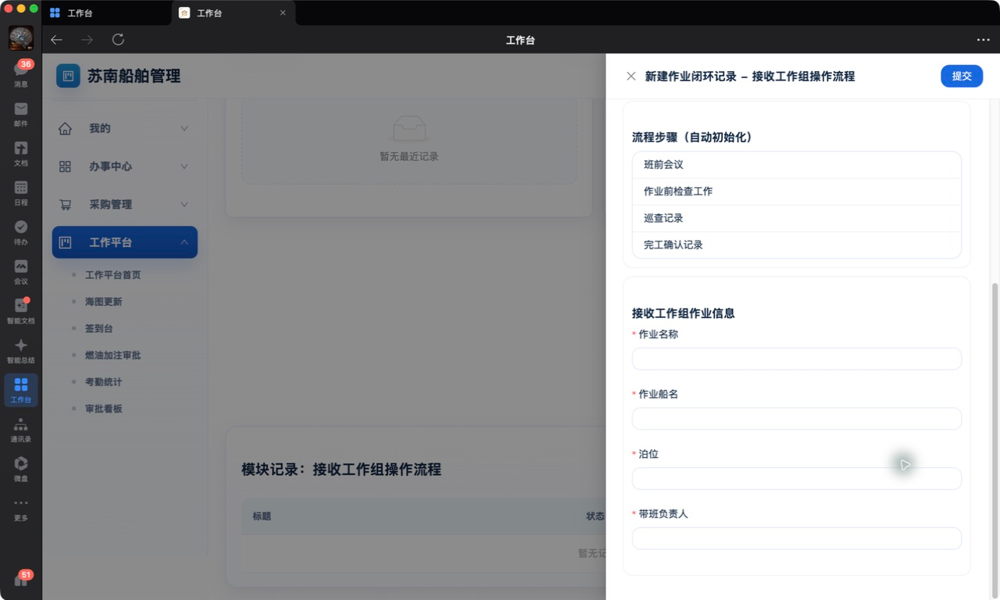 工作台
工作台
工作台
36
消息
邮件
文档
日程
待办
会议
智能文档
智能总结
工作台
通讯录
微盘
更多
51
苏南船舶管理
我的
办事中心
采购管理
工作平台
工作平台首页
海图更新
签到台
燃油加注审批
考勤统计
审批看板
暂无最近记录
模块记录：接收工作组操作流程
标题
状态
暂无记
新建作业闭环记录 – 接收工作组操作流程
提交
流程步骤（自动初始化）
班前会议
作业前检查工作
巡查记录
完工确认记录
接收工作组作业信息
* 作业名称
* 作业船名
* 泊位
* 带班负责人